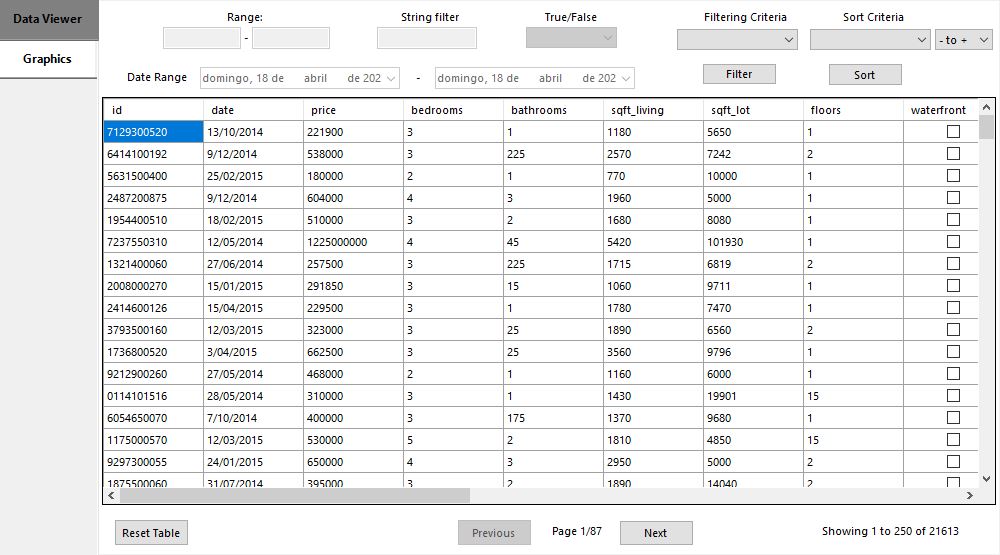 Data Viewer
Graphics
Range: String filter True/False Filtering Criteria Sort Criteria
-
- to +
Date Range domingo, 18 de abril de 202 - domingo, 18 de abril de 202 Filter Sort
id date price bedrooms bathrooms sqft_living sqft_lot floors waterfront
7129300520 13/10/2014 221900 3 1 1180 5650 1
6414100192 9/12/2014 538000 3 225 2570 7242 2
5631500400 25/02/2015 180000 2 1 770 10000 1
2487200875 9/12/2014 604000 4 3 1960 5000 1
1954400510 18/02/2015 510000 3 2 1680 8080 1
7237550310 12/05/2014 1225000000 4 45 5420 101930 1
1321400060 27/06/2014 257500 3 225 1715 6819 2
2008000270 15/01/2015 291850 3 15 1060 9711 1
2414600126 15/04/2015 229500 3 1 1780 7470 1
3793500160 12/03/2015 323000 3 25 1890 6560 2
1736800520 3/04/2015 662500 3 25 3560 9796 1
9212900260 27/05/2014 468000 2 1 1160 6000 1
0114101516 28/05/2014 310000 3 1 1430 19901 15
6054650070 7/10/2014 400000 3 175 1370 9680 1
1175000570 12/03/2015 530000 5 2 1810 4850 15
9297300055 24/01/2015 650000 4 3 2950 5000 2
1875500060 31/07/2014 395000 3 2 1890 14040 2
Reset Table Previous Page 1/87 Next Showing 1 to 250 of 21613